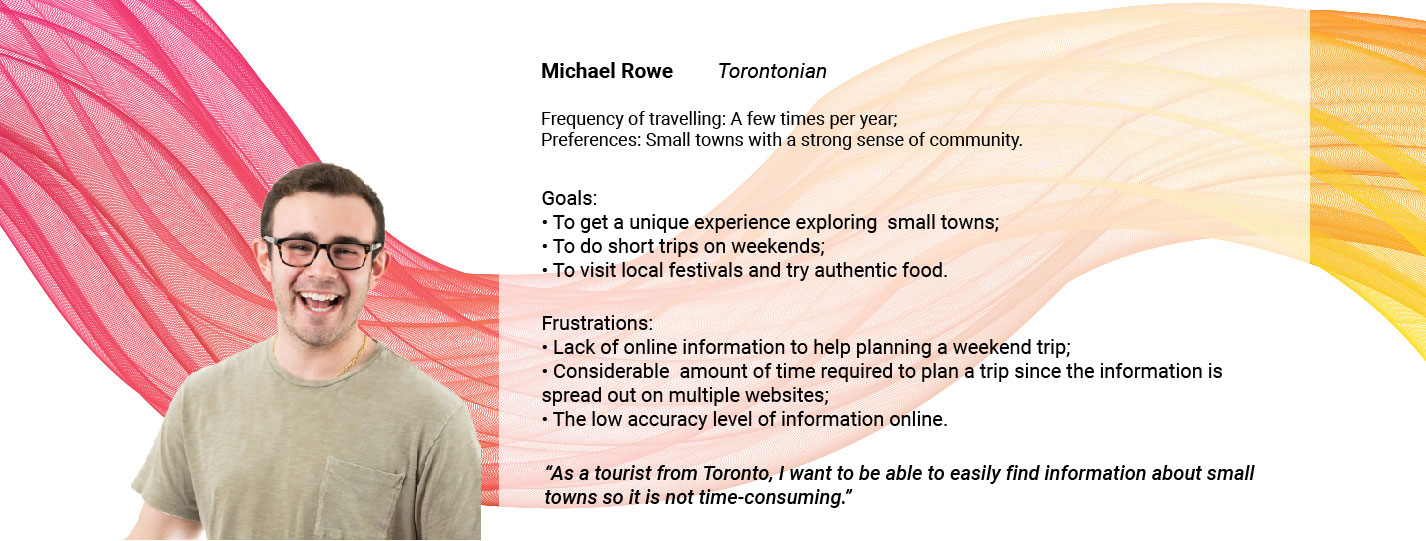 Michael Rowe Torontonian
Frequency of travelling: A few times per year;
Preferences: Small towns with a strong sense of community.
Goals:
• To get a unique experience exploring  small towns;
• To do short trips on weekends;
• To visit local festivals and try authentic food.
Frustrations:
• Lack of online information to help planning a weekend trip;
• Considerable  amount of time required to plan a trip since the information is
spread out on multiple websites;
• The low accuracy level of information online.
“As a tourist from Toronto, I want to be able to easily find information about small
towns so it is not time-consuming.”